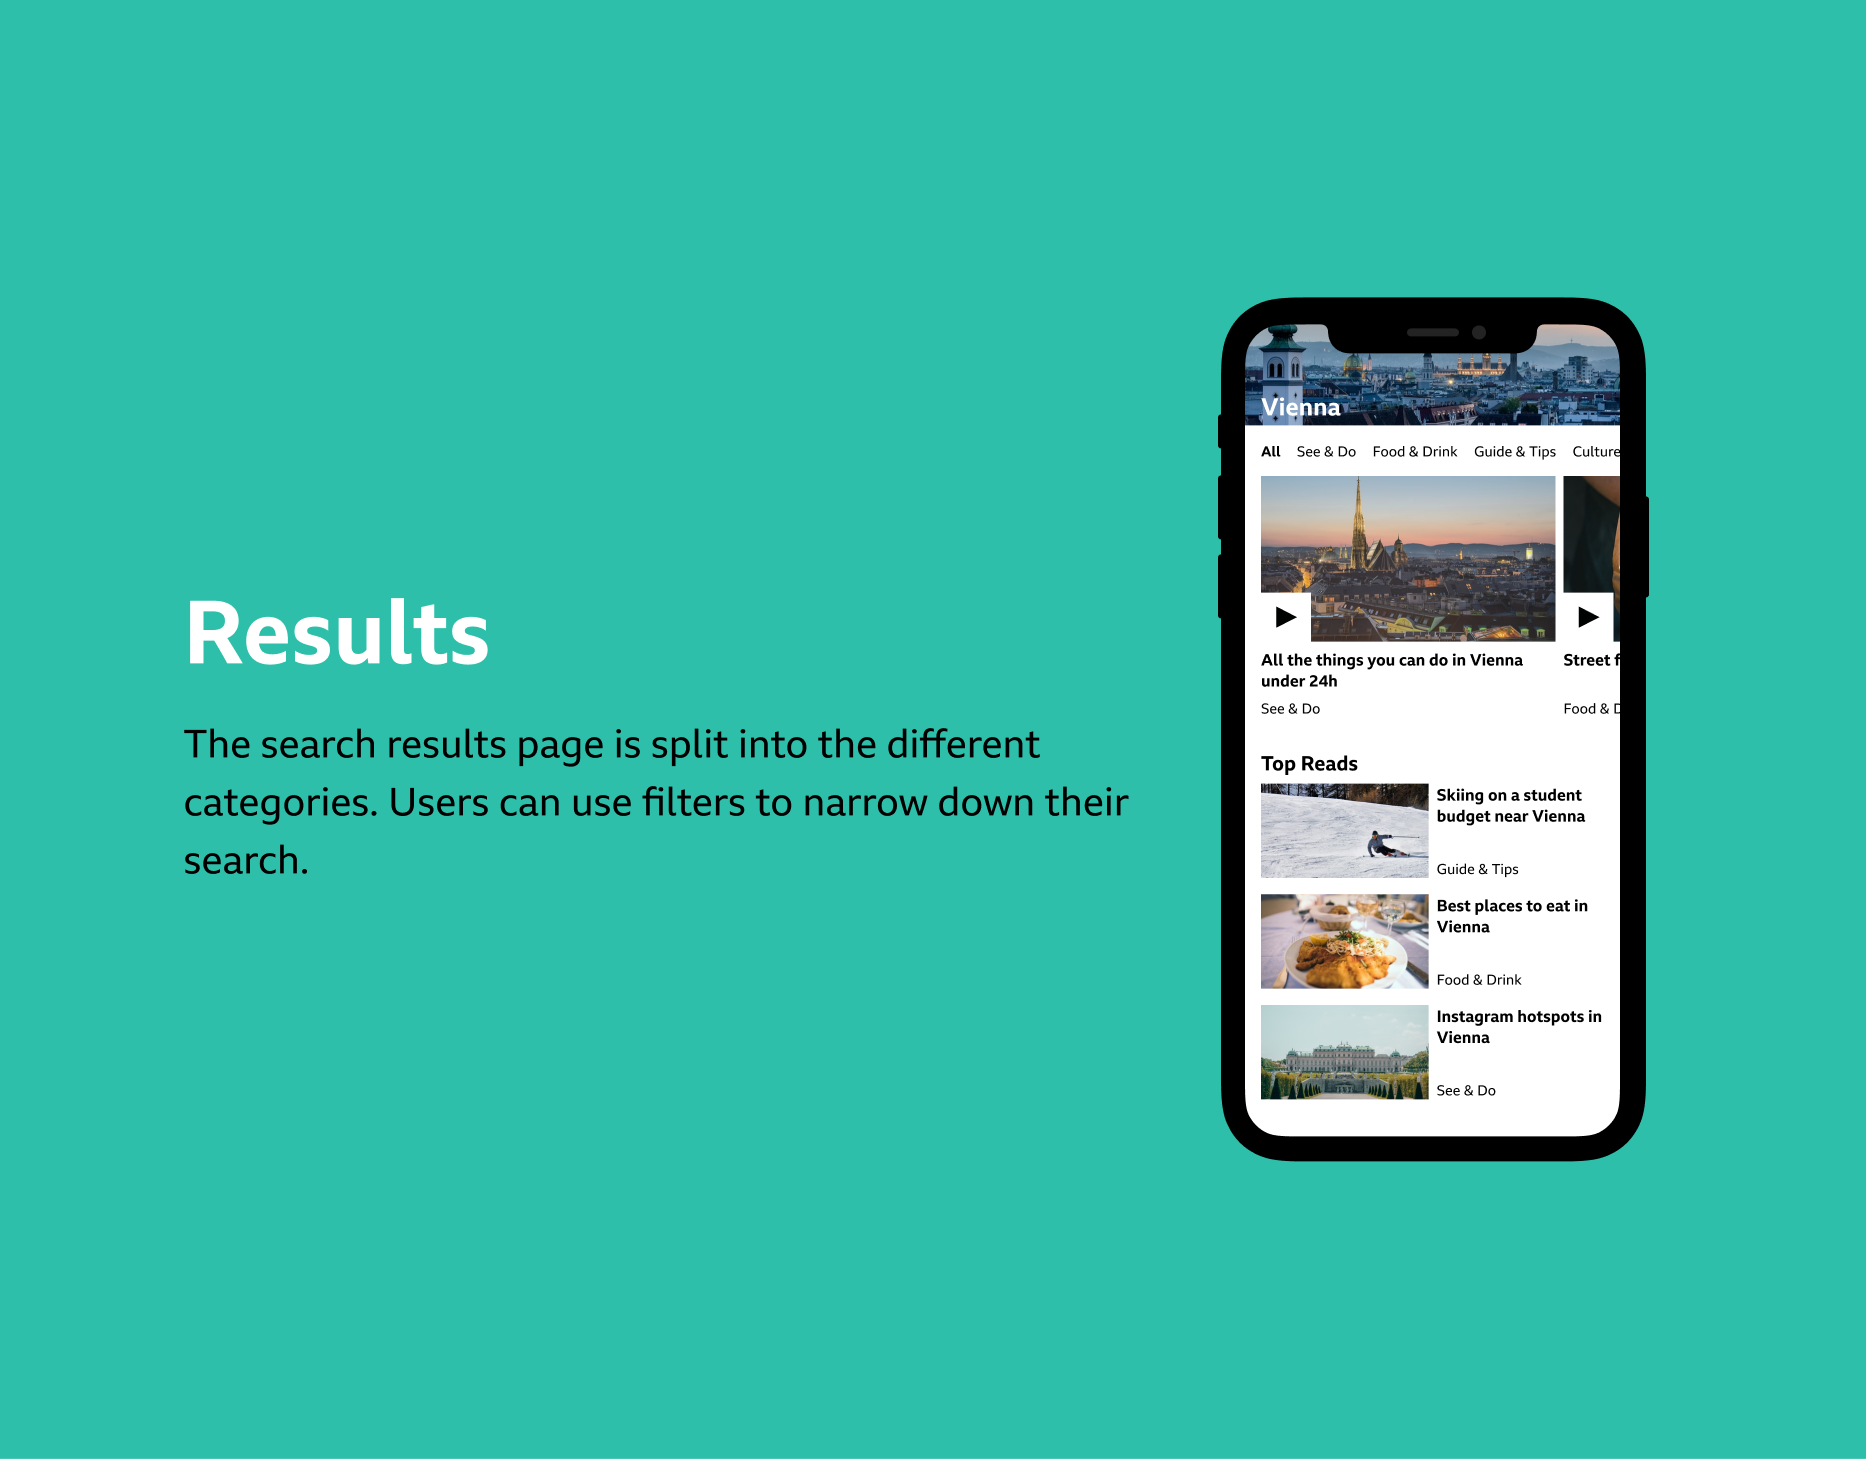 Results
The search results page is split into the different
categories. Users can use filters to narrow down their
search.
Vienna
All See & Do Food & Drink Guide & Tips Culture
All the things you can do in Vienna
under 24h
See & Do
Street
Food &
Top Reads
Skiing on a student
budget near Vienna
Guide & Tips
Best places to eat in
Vienna
Food & Drink
Instagram hotspots in
Vienna
See & Do